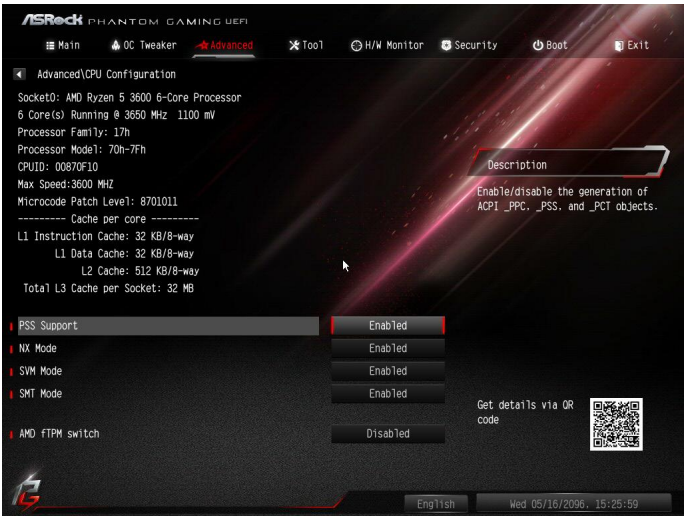 ASRock PHANTOM GAMING UEFI
Main OC Tweaker Advanced Tool H/W Monitor Security Boot Exit
Advanced\CPU Configuration
Socket0: AMD Ryzen 5 3600 6-Core Processor
6 Core(s) Running @ 3650 MHz 1100 mV
Processor Family: 17h
Processor Model: 70h-7Fh
CPUID: 00870F10
Max Speed:3600 MHZ
Microcode Patch Level: 8701011
--------- Cache per core ---------
L1 Instruction Cache: 32 KB/8-way
L1 Data Cache: 32 KB/8-way
L2 Cache: 512 KB/8-way
Total L3 Cache per Socket: 32 MB
Description
Enable/disable the generation of
ACPI _PPC. _PSS. and _PCT objects.
PSS Support Enabled
NX Mode Enabled
SVM Mode Enabled
SMT Mode Enabled
AMD fTPM switch Disabled
Get details via QR
code
English
Wed 05/16/2096. 15:25:59